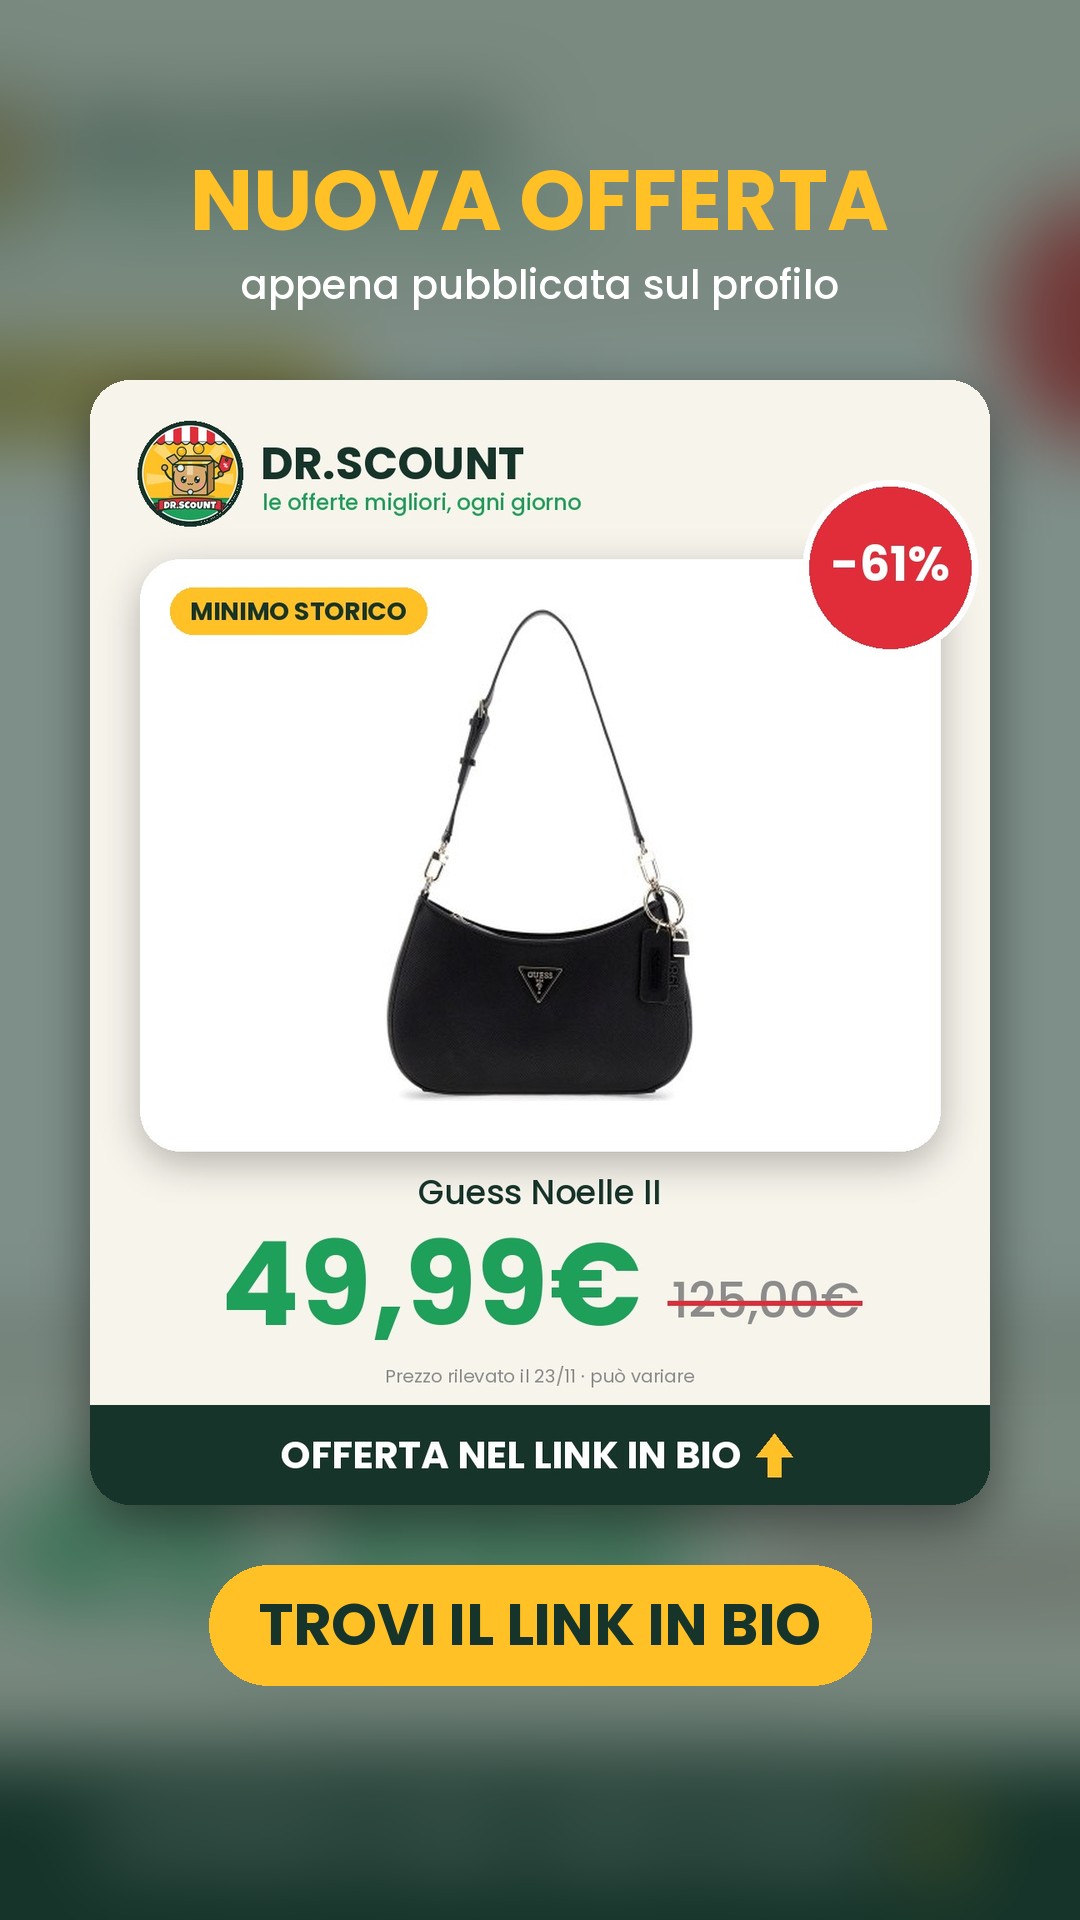 NUOVA OFFERTA
appena pubblicata sul profilo
DR.SCOUNT
DR.SCOUNT
le offerte migliori, ogni giorno
-61%
MINIMO STORICO
GUESS
Guess Noelle II
49,99€ 125,00€
Prezzo rilevato il 23/11 · può variare
OFFERTA NEL LINK IN BIO
TROVI IL LINK IN BIO